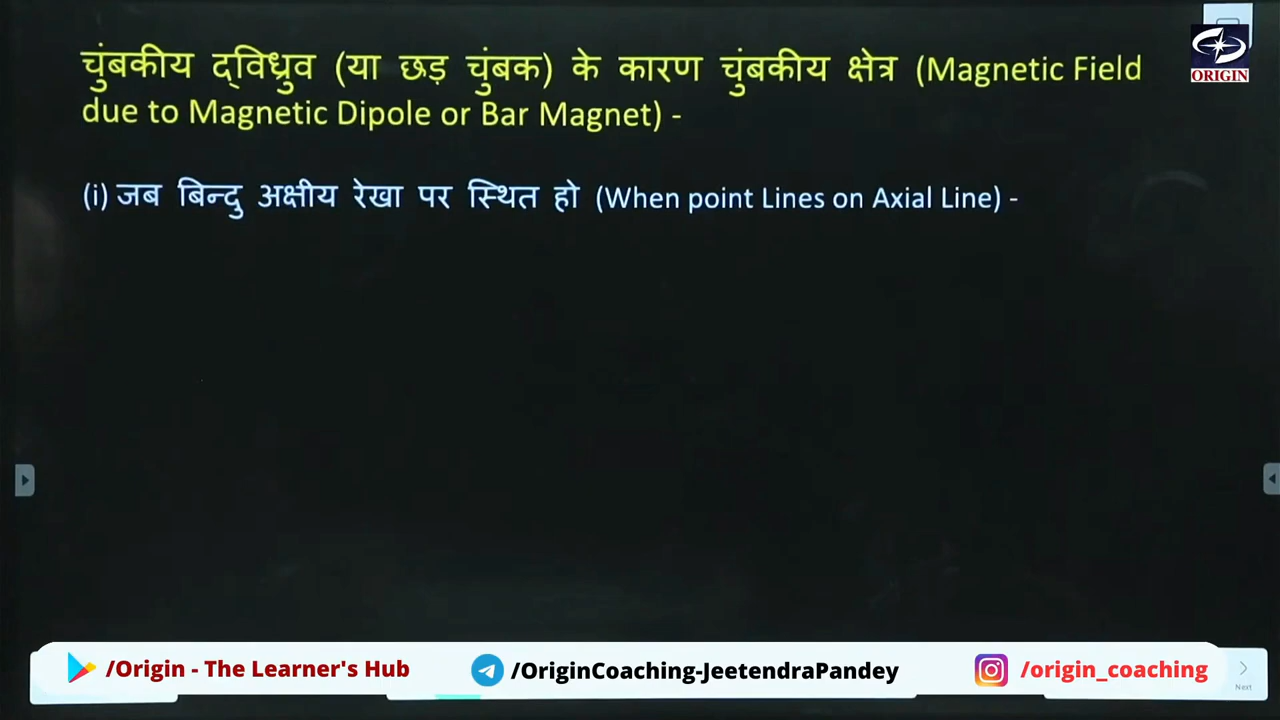 चुंबकीय द्विध्रुव (या छड़ चुंबक) के कारण चुंबकीय क्षेत्र (Magnetic Field
due to Magnetic Dipole or Bar Magnet) -
ORIGIN
(i) जब बिन्दु अक्षीय रेखा पर स्थित हो (When point Lines on Axial Line) -
/Origin - The Learner's Hub
/OriginCoaching-JeetendraPandey
/origin_coaching
Next